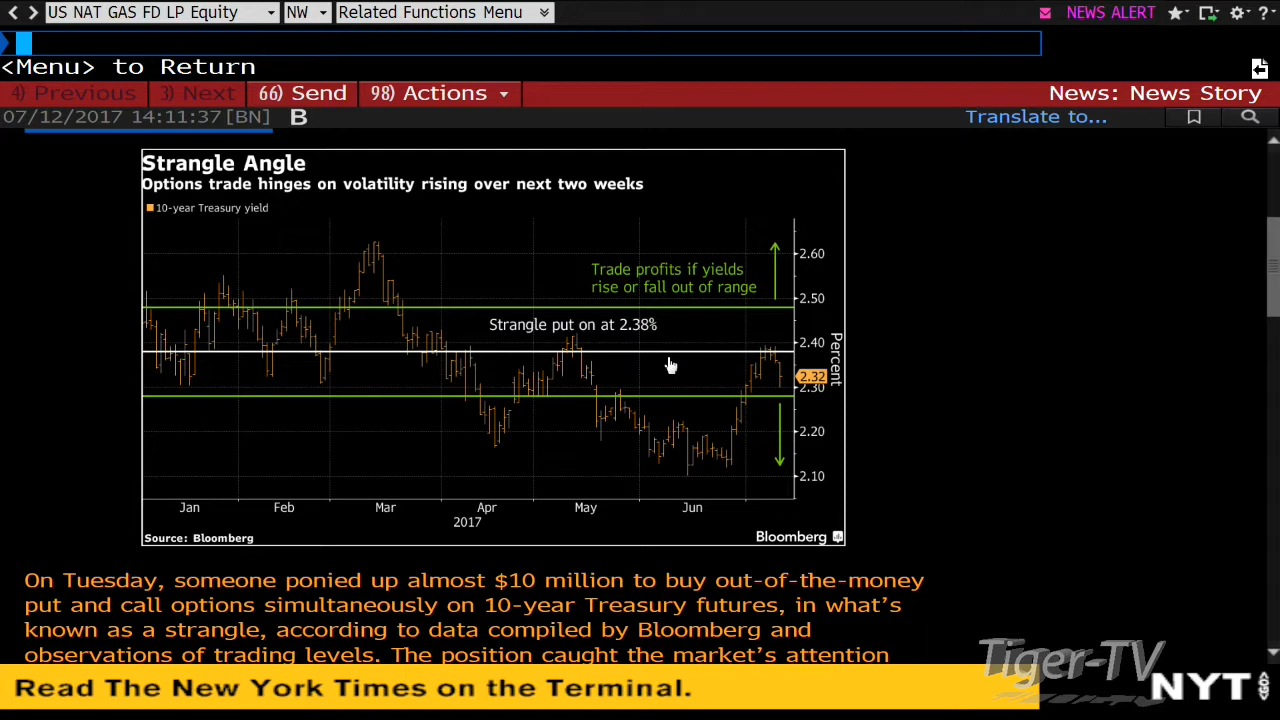 US NAT GAS FD LP Equity NW Related Functions Menu NEWS ALERT ?
<Menu> to Return
4) Previous 3) Next 66) Send 98) Actions News: News Story
07/12/2017 14:11:37 [BN] B Translate to...
Strangle Angle
Options trade hinges on volatility rising over next two weeks
10-year Treasury yield
2.60
Trade profits if yields
rise or fall out of range
2.50
Strangle put on at 2.38%
2.40
Percent
2.32
2.30
2.20
2.10
Jan Feb Mar Apr May Jun
2017
Source: Bloomberg Bloomberg
On Tuesday, someone ponied up almost $10 million to buy out-of-the-money
put and call options simultaneously on 10-year Treasury futures, in what's
known as a strangle, according to data compiled by Bloomberg and
observations of trading levels. The position caught the market's attention
Tiger-TV
Read The New York Times on the Terminal.
NYT <GO>